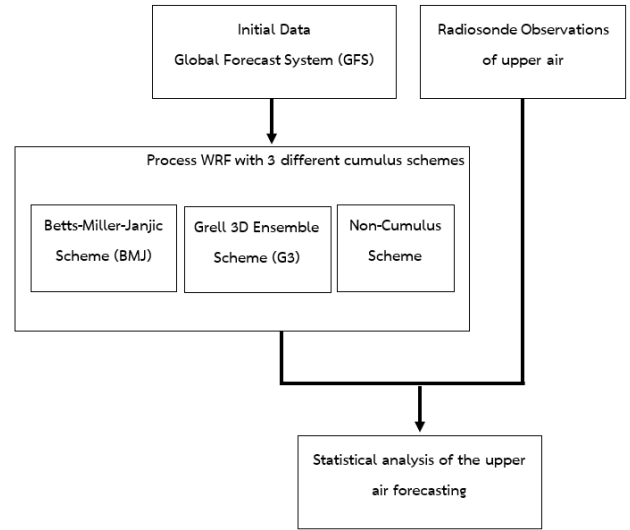 Initial Data
Global Forecast System (GFS)
Radiosonde Observations
of upper air
Process WRF with 3 different cumulus schemes
Betts-Miller-Janjic
Scheme (BMJ)
Grell 3D Ensemble
Scheme (G3)
Non-Cumulus
Scheme
Statistical analysis of the upper
air forecasting